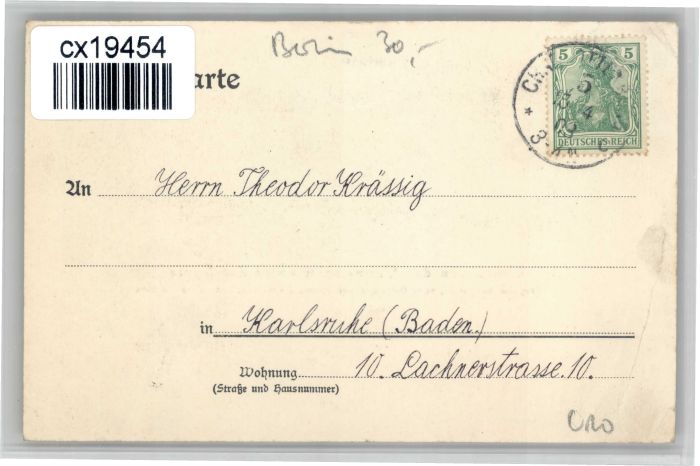 cx19454
Berlin 30,-
arte
5 5
DEUTSCHES REICH
An Herrn Theodor Krässig
in Karlsruhe (Baden.)
Wohnung 10. Lachnerstrasse. 10.
(Straße und Hausnummer)